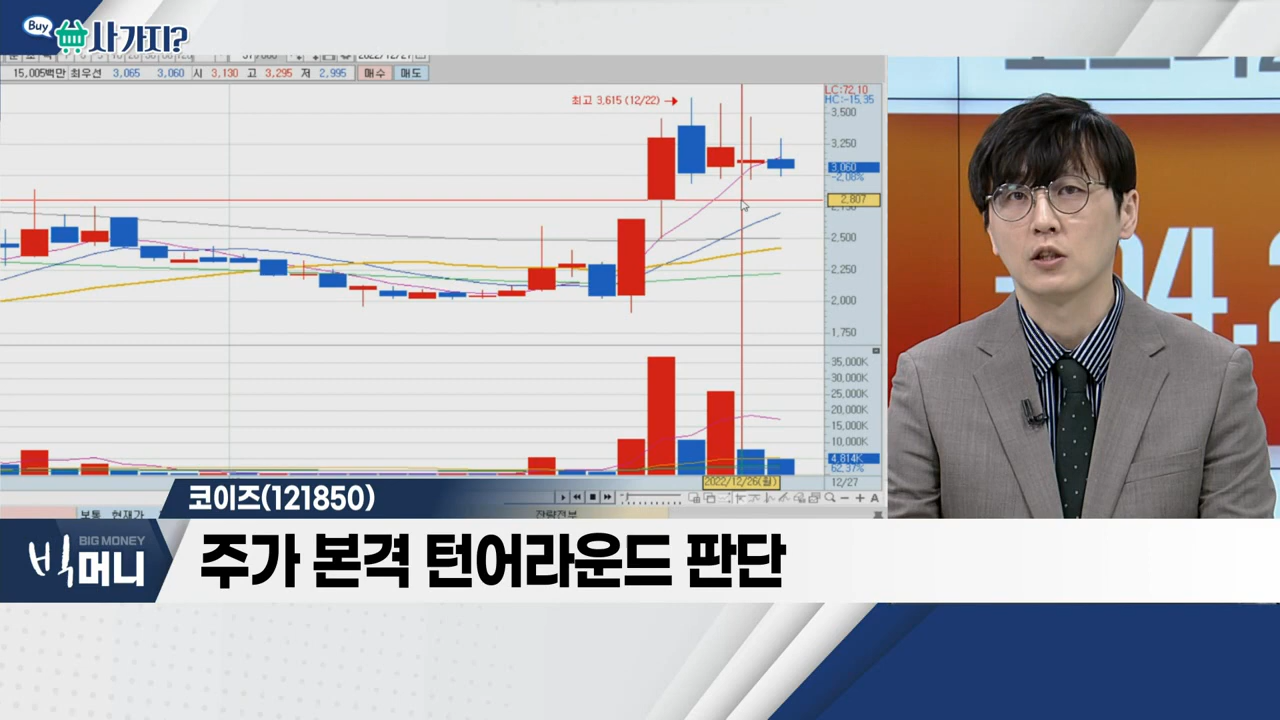 Buy 사가지?
15,005백만 최우선 3,065 3,060 시 3,130 고 3,295 저 2,995 매수 매도
LC:72.10
HC:-15.35
최고 3,615 (12/22) →
3,500
3,250
3,060
-2.08%
2,807
2,500
2,250
2,000
1,750
35,000K
30,000K
25,000K
20,000K
15,000K
10,000K
4,814K
62.37%
2022/12/26(월)
12/27
코이즈(121850)
빅머니
BIG MONEY
주가 본격 턴어라운드 판단